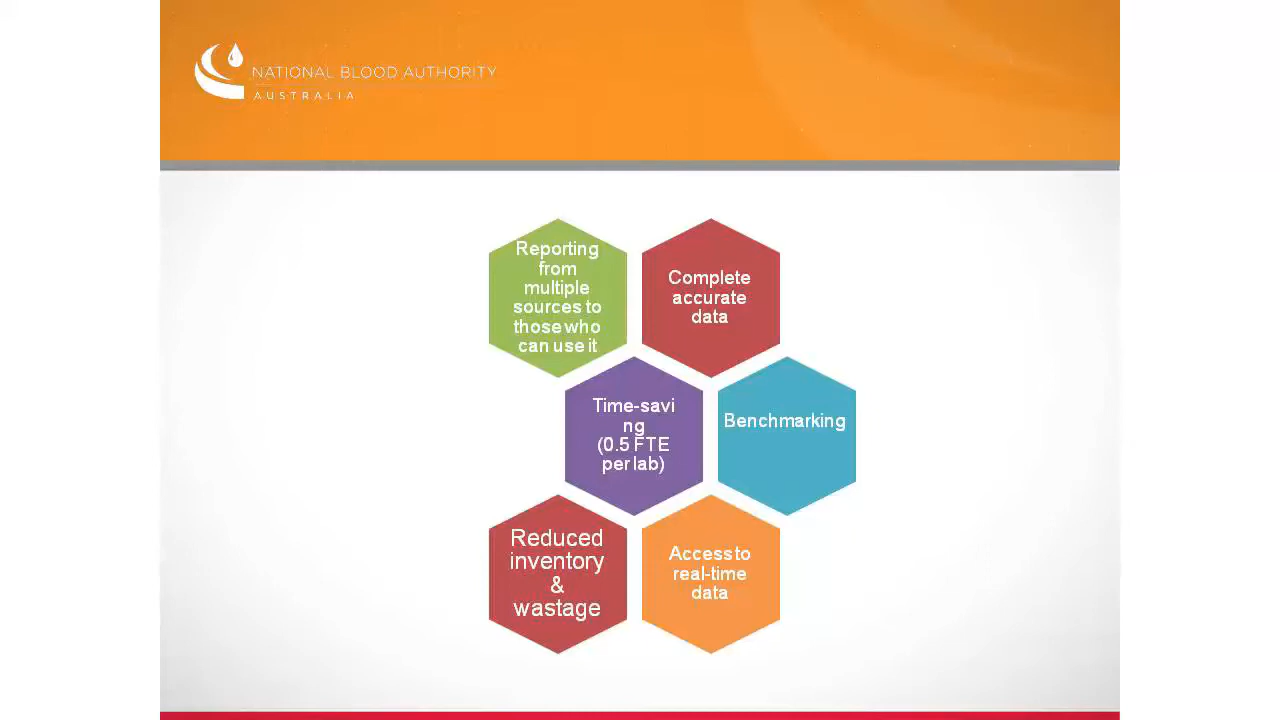 NATIONAL BLOOD AUTHORITY
AUSTRALIA
Reporting
from
multiple
sources to
those who
can use it
Complete
accurate
data
Time-savi
ng
(0.5 FTE
per lab)
Benchmarking
Reduced
inventory
&
wastage
Access to
real-time
data